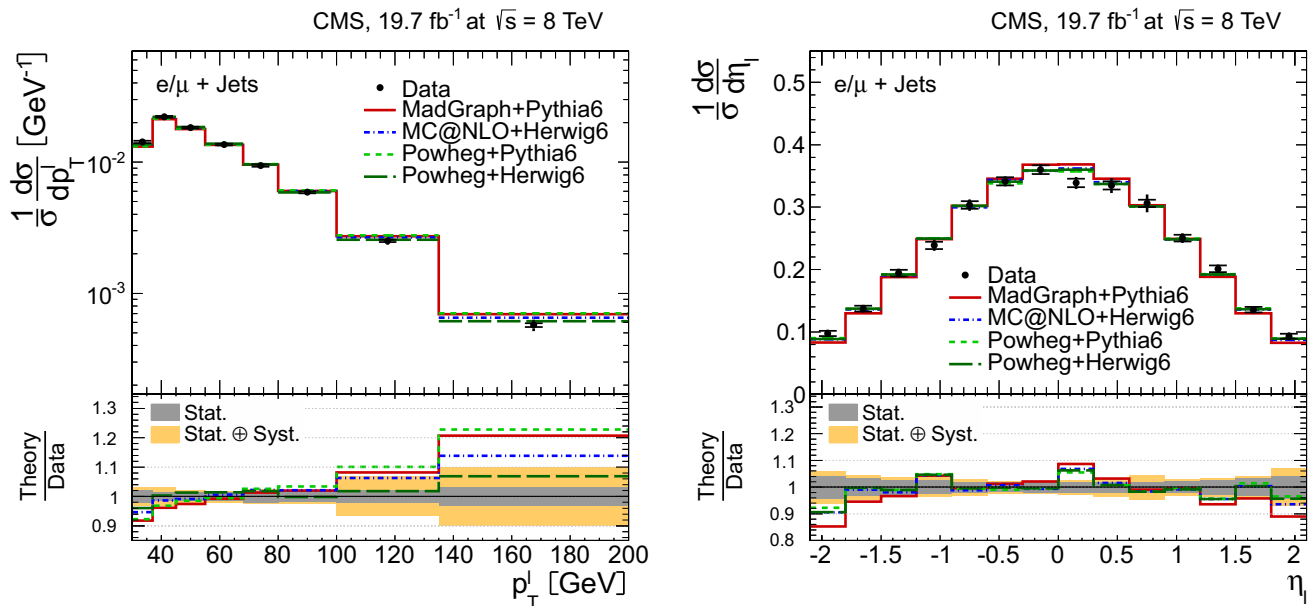 CMS, 19.7 fb⁻¹ at √s = 8 TeV
1/σ dσ/dp_T^l [GeV⁻¹]
e/μ + Jets
Data
MadGraph+Pythia6
MC@NLO+Herwig6
Powheg+Pythia6
Powheg+Herwig6
10⁻²
10⁻³
Theory/Data
Stat.
Stat. ⊕ Syst.
1.3
1.2
1.1
1
0.9
40 60 80 100 120 140 160 180 200
p_T^l [GeV]
CMS, 19.7 fb⁻¹ at √s = 8 TeV
1/σ dσ/dη_l
e/μ + Jets
0.5
0.4
0.3
0.2
0.1
0
Data
MadGraph+Pythia6
MC@NLO+Herwig6
Powheg+Pythia6
Powheg+Herwig6
Theory/Data
Stat.
Stat. ⊕ Syst.
1.3
1.2
1.1
1
0.9
0.8
-2 -1.5 -1 -0.5 0 0.5 1 1.5 2
η_l